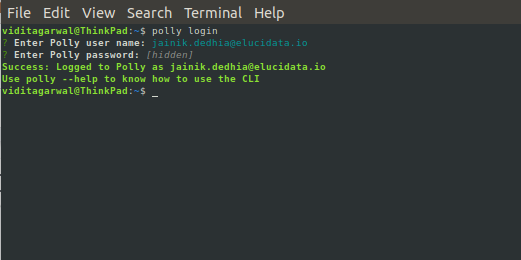 File Edit View Search Terminal Help
viditagarwal@ThinkPad:~$ polly login
? Enter Polly user name: jainik.dedhia@elucidata.io
? Enter Polly password: [hidden]
Success: Logged to Polly as jainik.dedhia@elucidata.io
Use polly --help to know how to use the CLI
viditagarwal@ThinkPad:~$ _